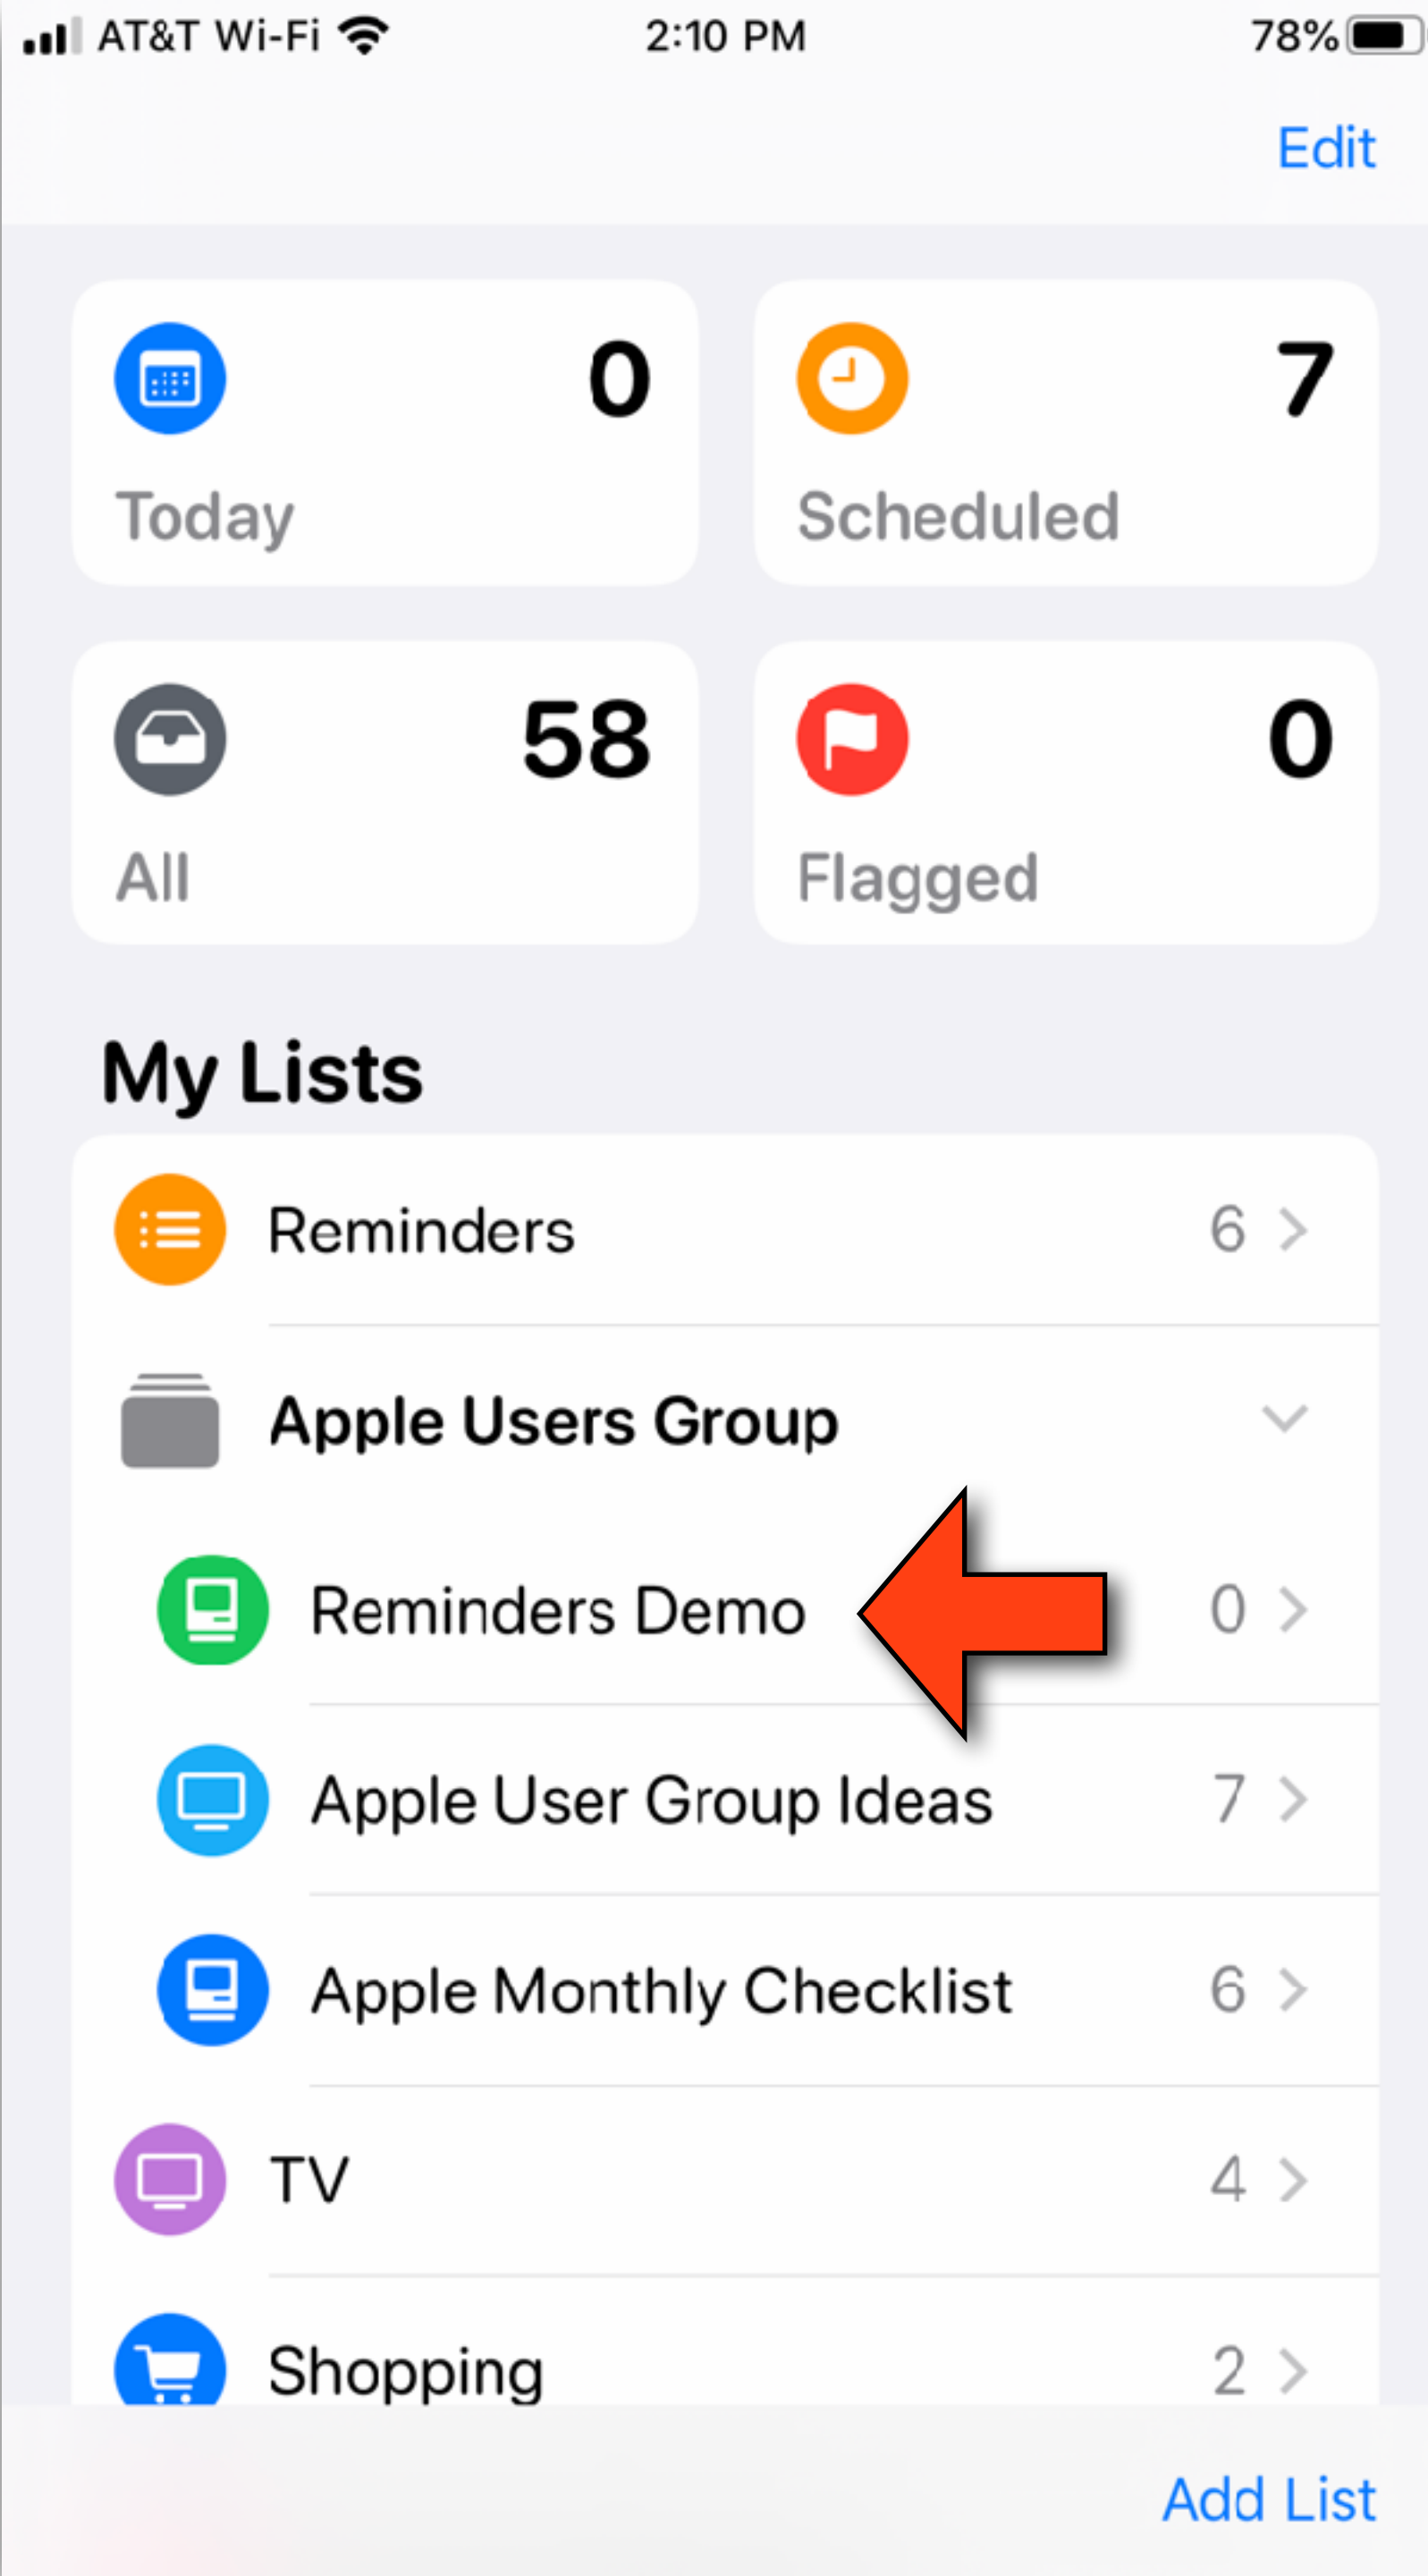 AT&T Wi-Fi 2:10 PM 78%
Edit
0 7
Today Scheduled
58 0
All Flagged
My Lists
Reminders 6
Apple Users Group
Reminders Demo 0
Apple User Group Ideas 7
Apple Monthly Checklist 6
TV 4
Shopping 2
Add List